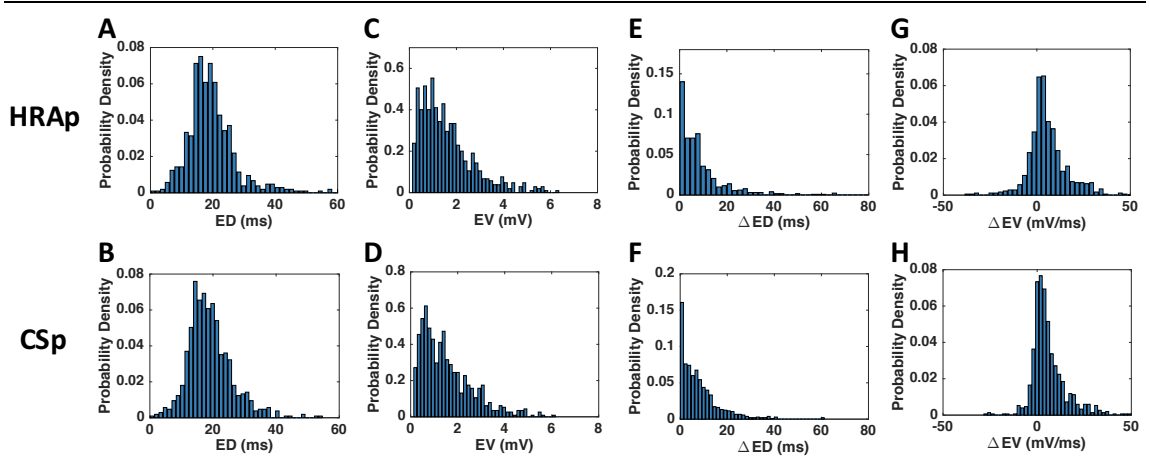 A
C
E
G
HRAp
Probability Density
0.08
0.06
0.04
0.02
0
0 20 40 60
ED (ms)
Probability Density
0.6
0.4
0.2
0
0 2 4 6 8
EV (mV)
Probability Density
0.15
0.1
0.05
0
0 20 40 60 80
Δ ED (ms)
Probability Density
0.08
0.06
0.04
0.02
0
-50 0 50
Δ EV (mV/ms)
B
D
F
H
CSp
Probability Density
0.08
0.06
0.04
0.02
0
0 20 40 60
ED (ms)
Probability Density
0.8
0.6
0.4
0.2
0
0 2 4 6 8
EV (mV)
Probability Density
0.2
0.15
0.1
0.05
0
0 20 40 60 80
Δ ED (ms)
Probability Density
0.08
0.06
0.04
0.02
0
-50 0 50
Δ EV (mV/ms)